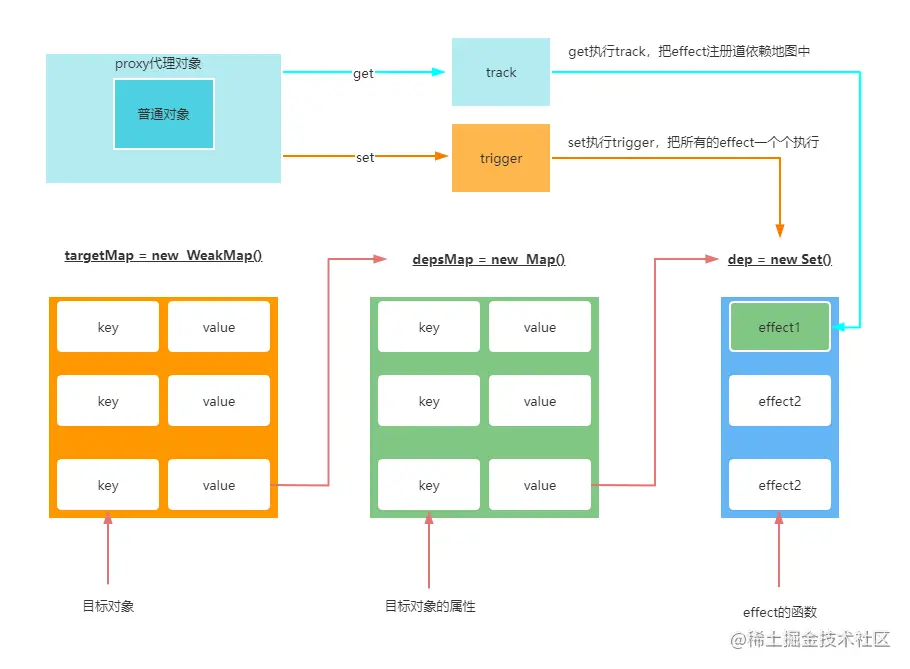 proxy代理对象
普通对象
get
track
get执行track，把effect注册道依赖地图中
set
trigger
set执行trigger，把所有的effect一个个执行
targetMap = new WeakMap()
depsMap = new Map()
dep = new Set()
key
value
key
value
effect1
key
value
key
value
effect2
key
value
key
value
effect2
目标对象
目标对象的属性
effect的函数
@稀土掘金技术社区